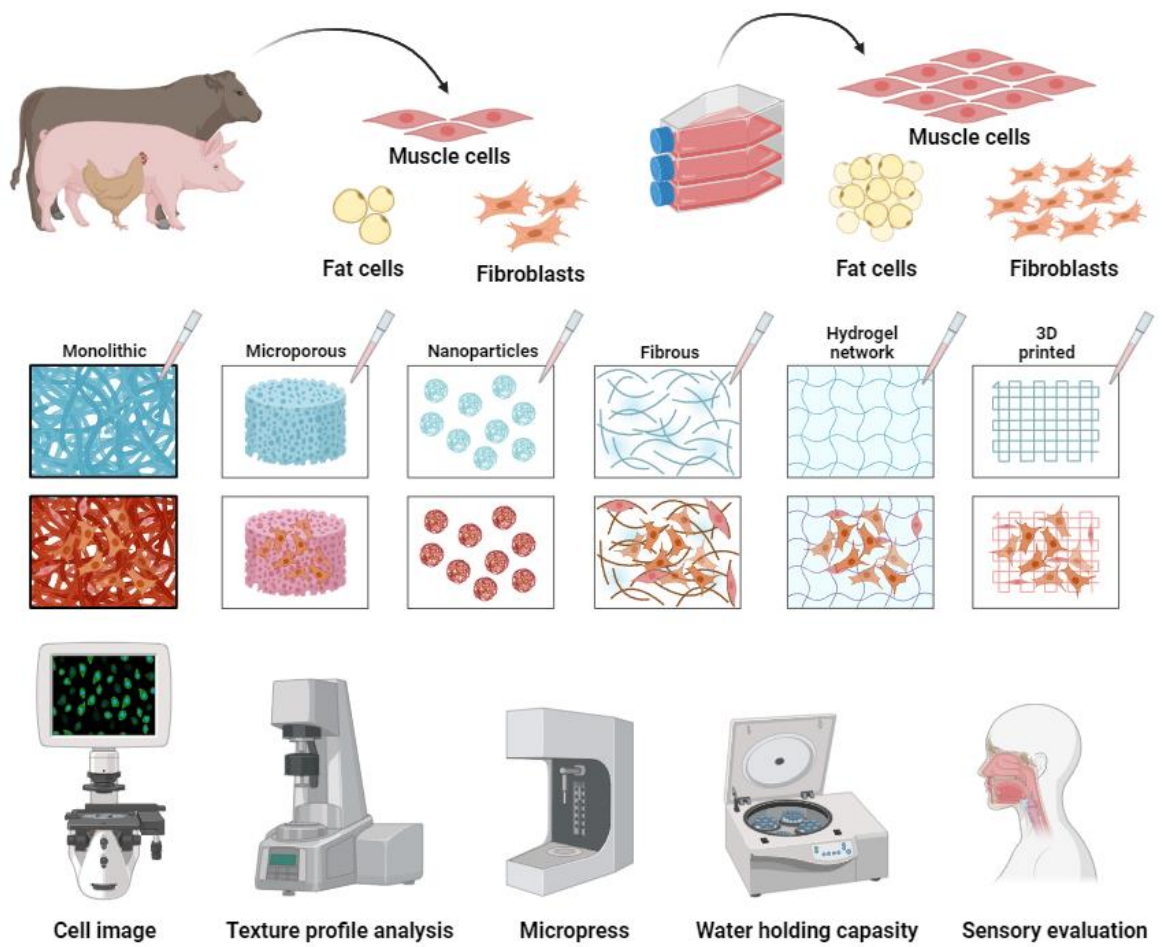 Muscle cells
Fat cells
Fibroblasts
Muscle cells
Fat cells
Fibroblasts
Monolithic
Microporous
Nanoparticles
Fibrous
Hydrogel
network
3D
printed
Cell image
Texture profile analysis
Micropress
Water holding capacity
Sensory evaluation